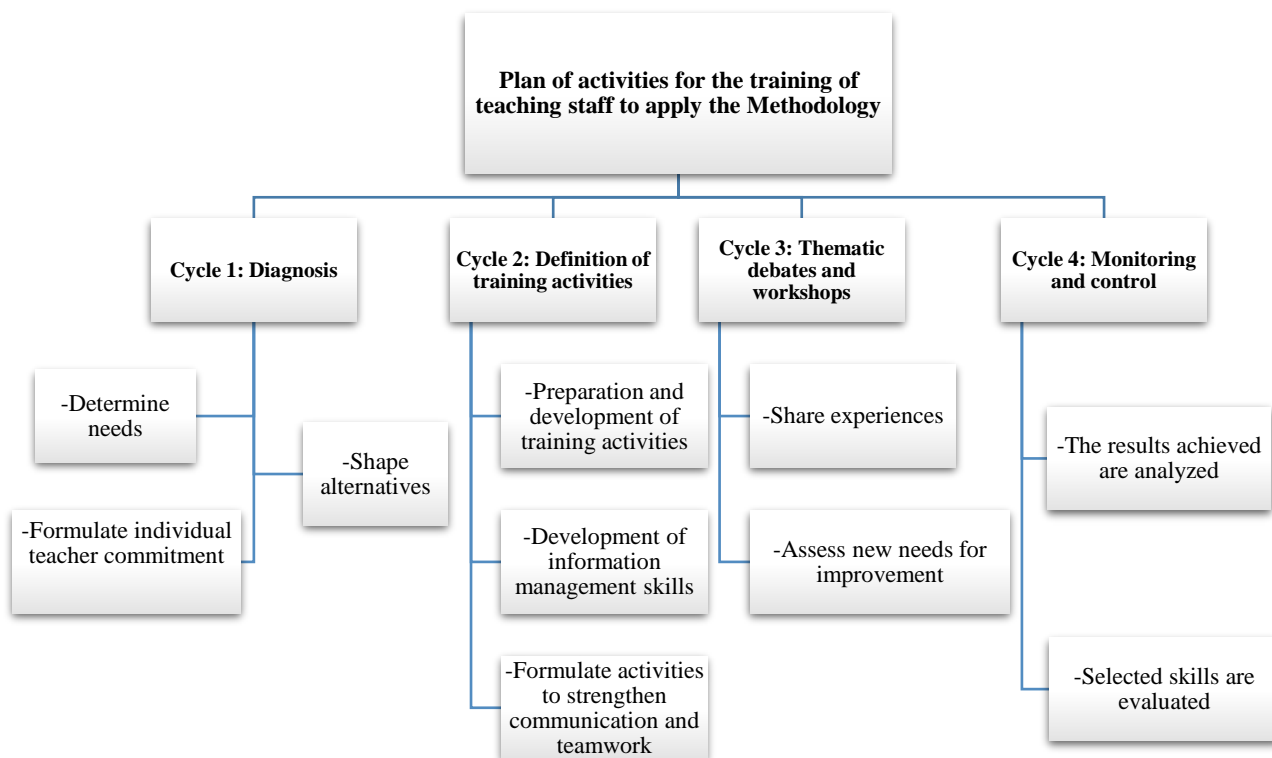 Plan of activities for the training of
teaching staff to apply the Methodology
Cycle 1: Diagnosis
Cycle 2: Definition of
training activities
Cycle 3: Thematic
debates and
workshops
Cycle 4: Monitoring
and control
-Determine
needs
-Shape
alternatives
-Formulate individual
teacher commitment
-Preparation and
development of
training activities
-Development of
information
management skills
-Formulate activities
to strengthen
communication and
teamwork
-Share experiences
-Assess new needs for
improvement
-The results achieved
are analyzed
-Selected skills are
evaluated